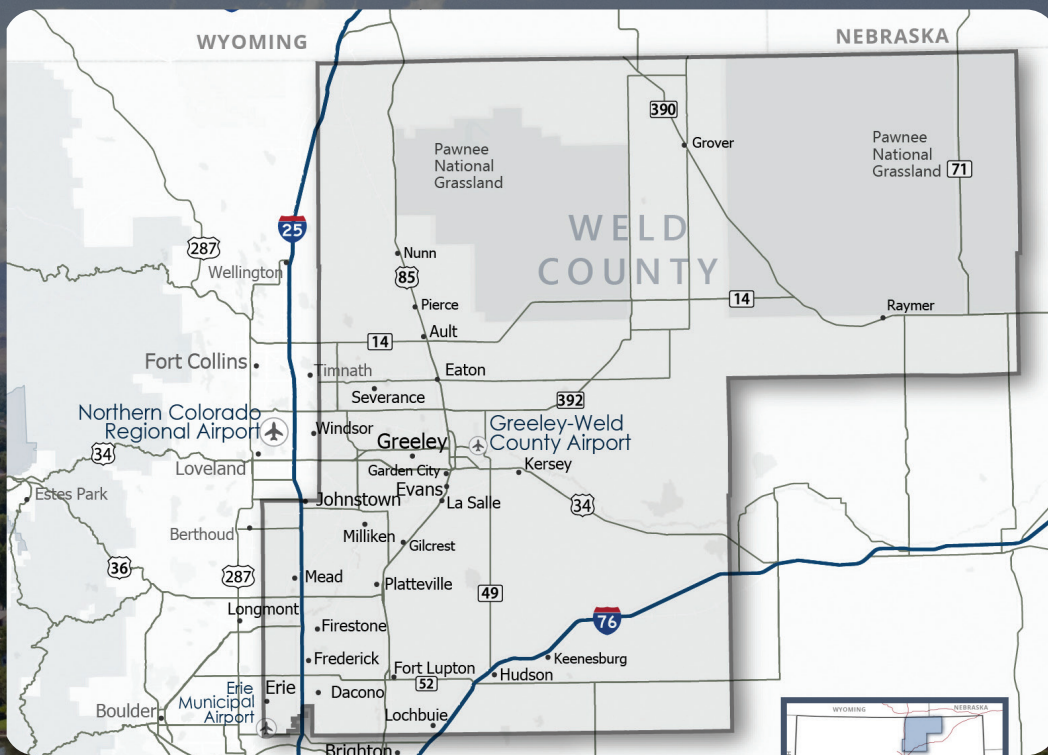 WYOMING
NEBRASKA
390
Grover
Pawnee
National
Grassland
Pawnee
National
Grassland
71
WELD
COUNTY
25
287
Wellington
Nunn
85
Pierce
14
Raymer
Ault
14
Fort Collins
Timnath
Eaton
Severance
392
Northern Colorado
Regional Airport
Windsor
Greeley-Weld
County Airport
Greeley
34
Loveland
Garden City
Kersey
Estes Park
Evans
Johnstown
La Salle
34
Berthoud
Milliken
Gilcrest
36
287
Mead
Platteville
49
Longmont
Firestone
76
Frederick
Keenesburg
Fort Lupton
Hudson
52
Erie
Municipal
Airport
Erie
Dacono
Boulder
Lochbuie
Brighton
WYOMING
NEBRASKA